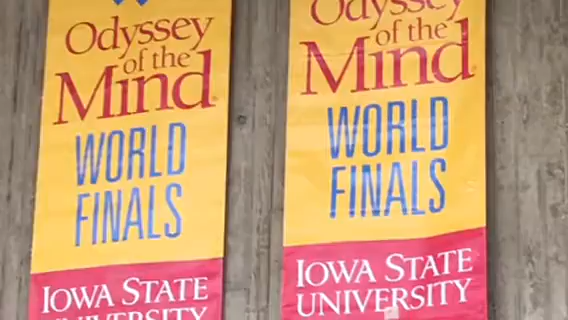 Odyssey
of the
Mind
WORLD
FINALS
IOWA STATE
UNIVERSITY
Odyssey
of the
Mind
WORLD
FINALS
IOWA STATE
UNIVERSITY